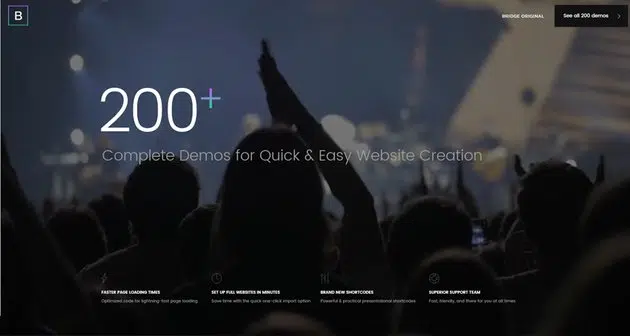 B
BRIDGE ORIGINAL
See all 200 demos
200+
Complete Demos for Quick & Easy Website Creation
FASTER PAGE LOADING TIMES
Optimized code for lightning-fast page loading
SET UP FULL WEBSITES IN MINUTES
Save time with the quick one-click import option
BRAND NEW SHORTCODES
Powerful & practical presentational shortcodes
SUPERIOR SUPPORT TEAM
Fast, friendly, and there for you at all times